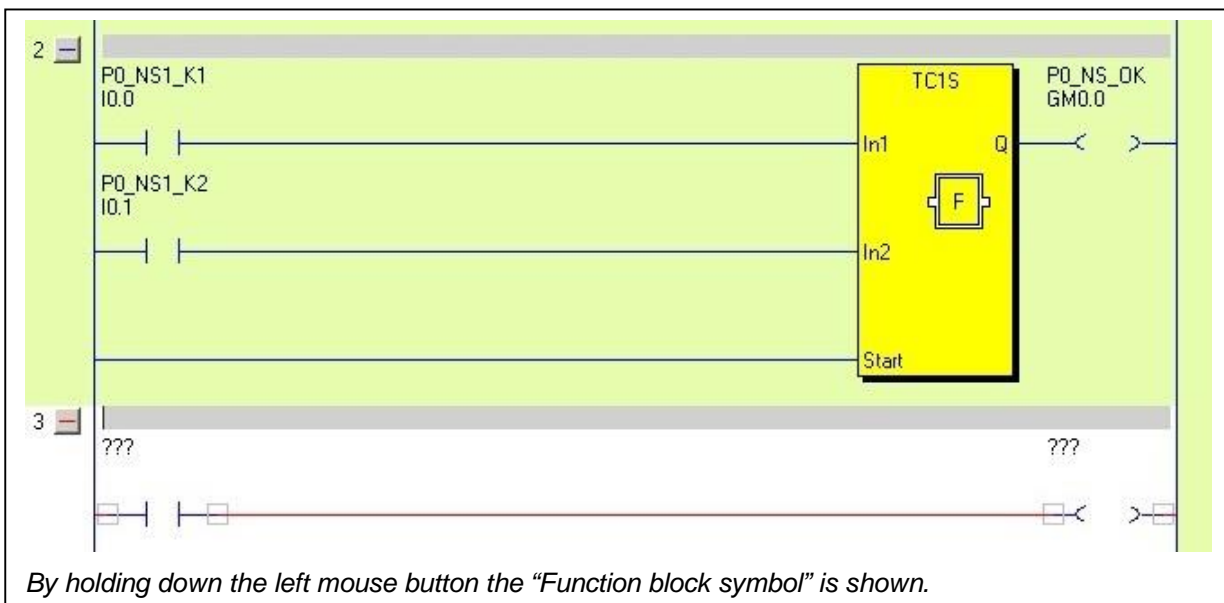 2
P0_NS1_K1
I0.0
TC1S
P0_NS_OK
GM0.0
In1 Q
P0_NS1_K2
I0.1
F
In2
Start
3
??? ???
By holding down the left mouse button the “Function block symbol” is shown.